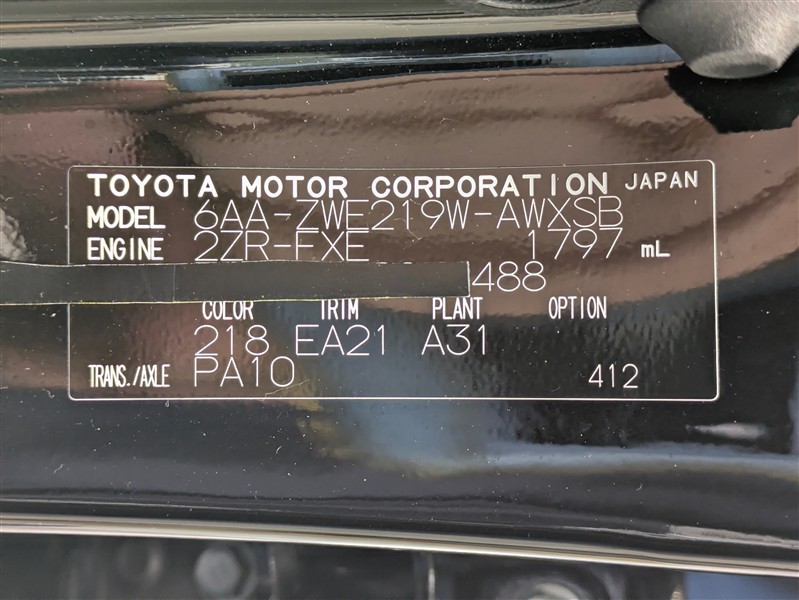 TOYOTA MOTOR CORPORATION JAPAN
MODEL 6AA-ZWE219W-AWXSB
ENGINE 2ZR-FXE 1797 mL
488
COLOR TRIM PLANT OPTION
218 EA21 A31
TRANS./AXLE PA10 412